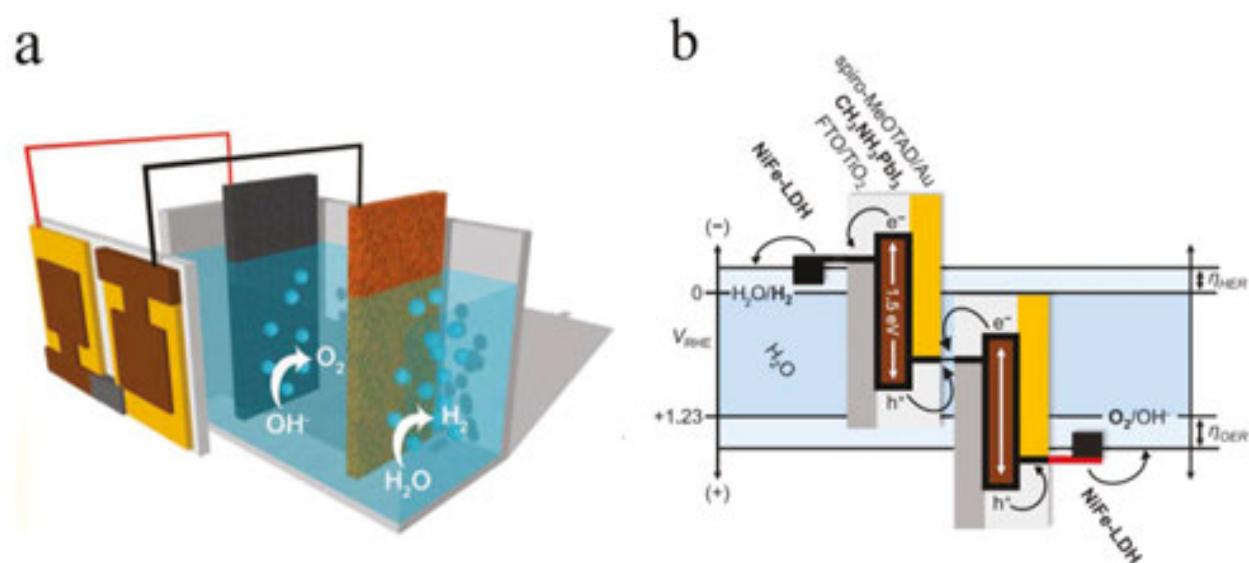 a
O₂
OH⁻
H₂
H₂O
b
spiro-MeOTAD/Au
CH₃NH₃PbI₃
FTO/TiO₂
NiFe-LDH
(−)
e⁻
1.5 eV
h⁺
H₂O/H₂
0
ηHER
VRHE
H₂O
e⁻
+1.23
O₂/OH⁻
ηOER
(+)
h⁺
NiFe-LDH